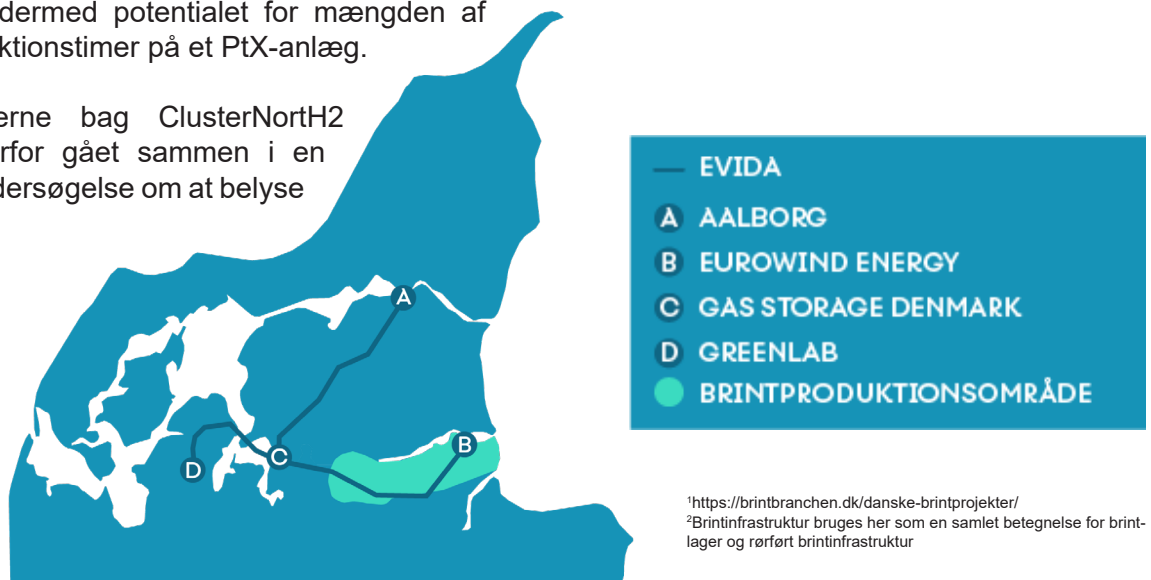 dermed potentialet for mængden af
ktionstimer på et PtX-anlæg.
erne bag ClusterNortH2
rfor gået sammen i en
dersøgelse om at belyse
EVIDA
A AALBORG
B EUROWIND ENERGY
C GAS STORAGE DENMARK
D GREENLAB
BRINTPRODUKTIONSOMRÅDE
A
B
C
D
¹https://brintbranchen.dk/danske-brintprojekter/
²Brintinfrastruktur bruges her som en samlet betegnelse for brint-
lager og rørført brintinfrastruktur